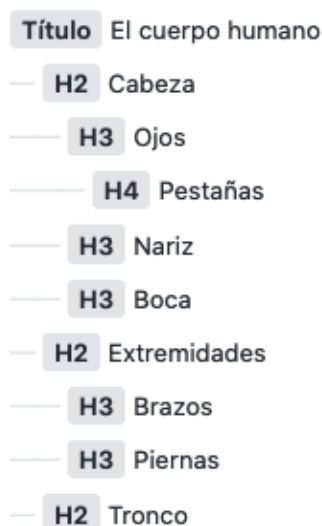 Título El cuerpo humano
H2 Cabeza
H3 Ojos
H4 Pestañas
H3 Nariz
H3 Boca
H2 Extremidades
H3 Brazos
H3 Piernas
H2 Tronco